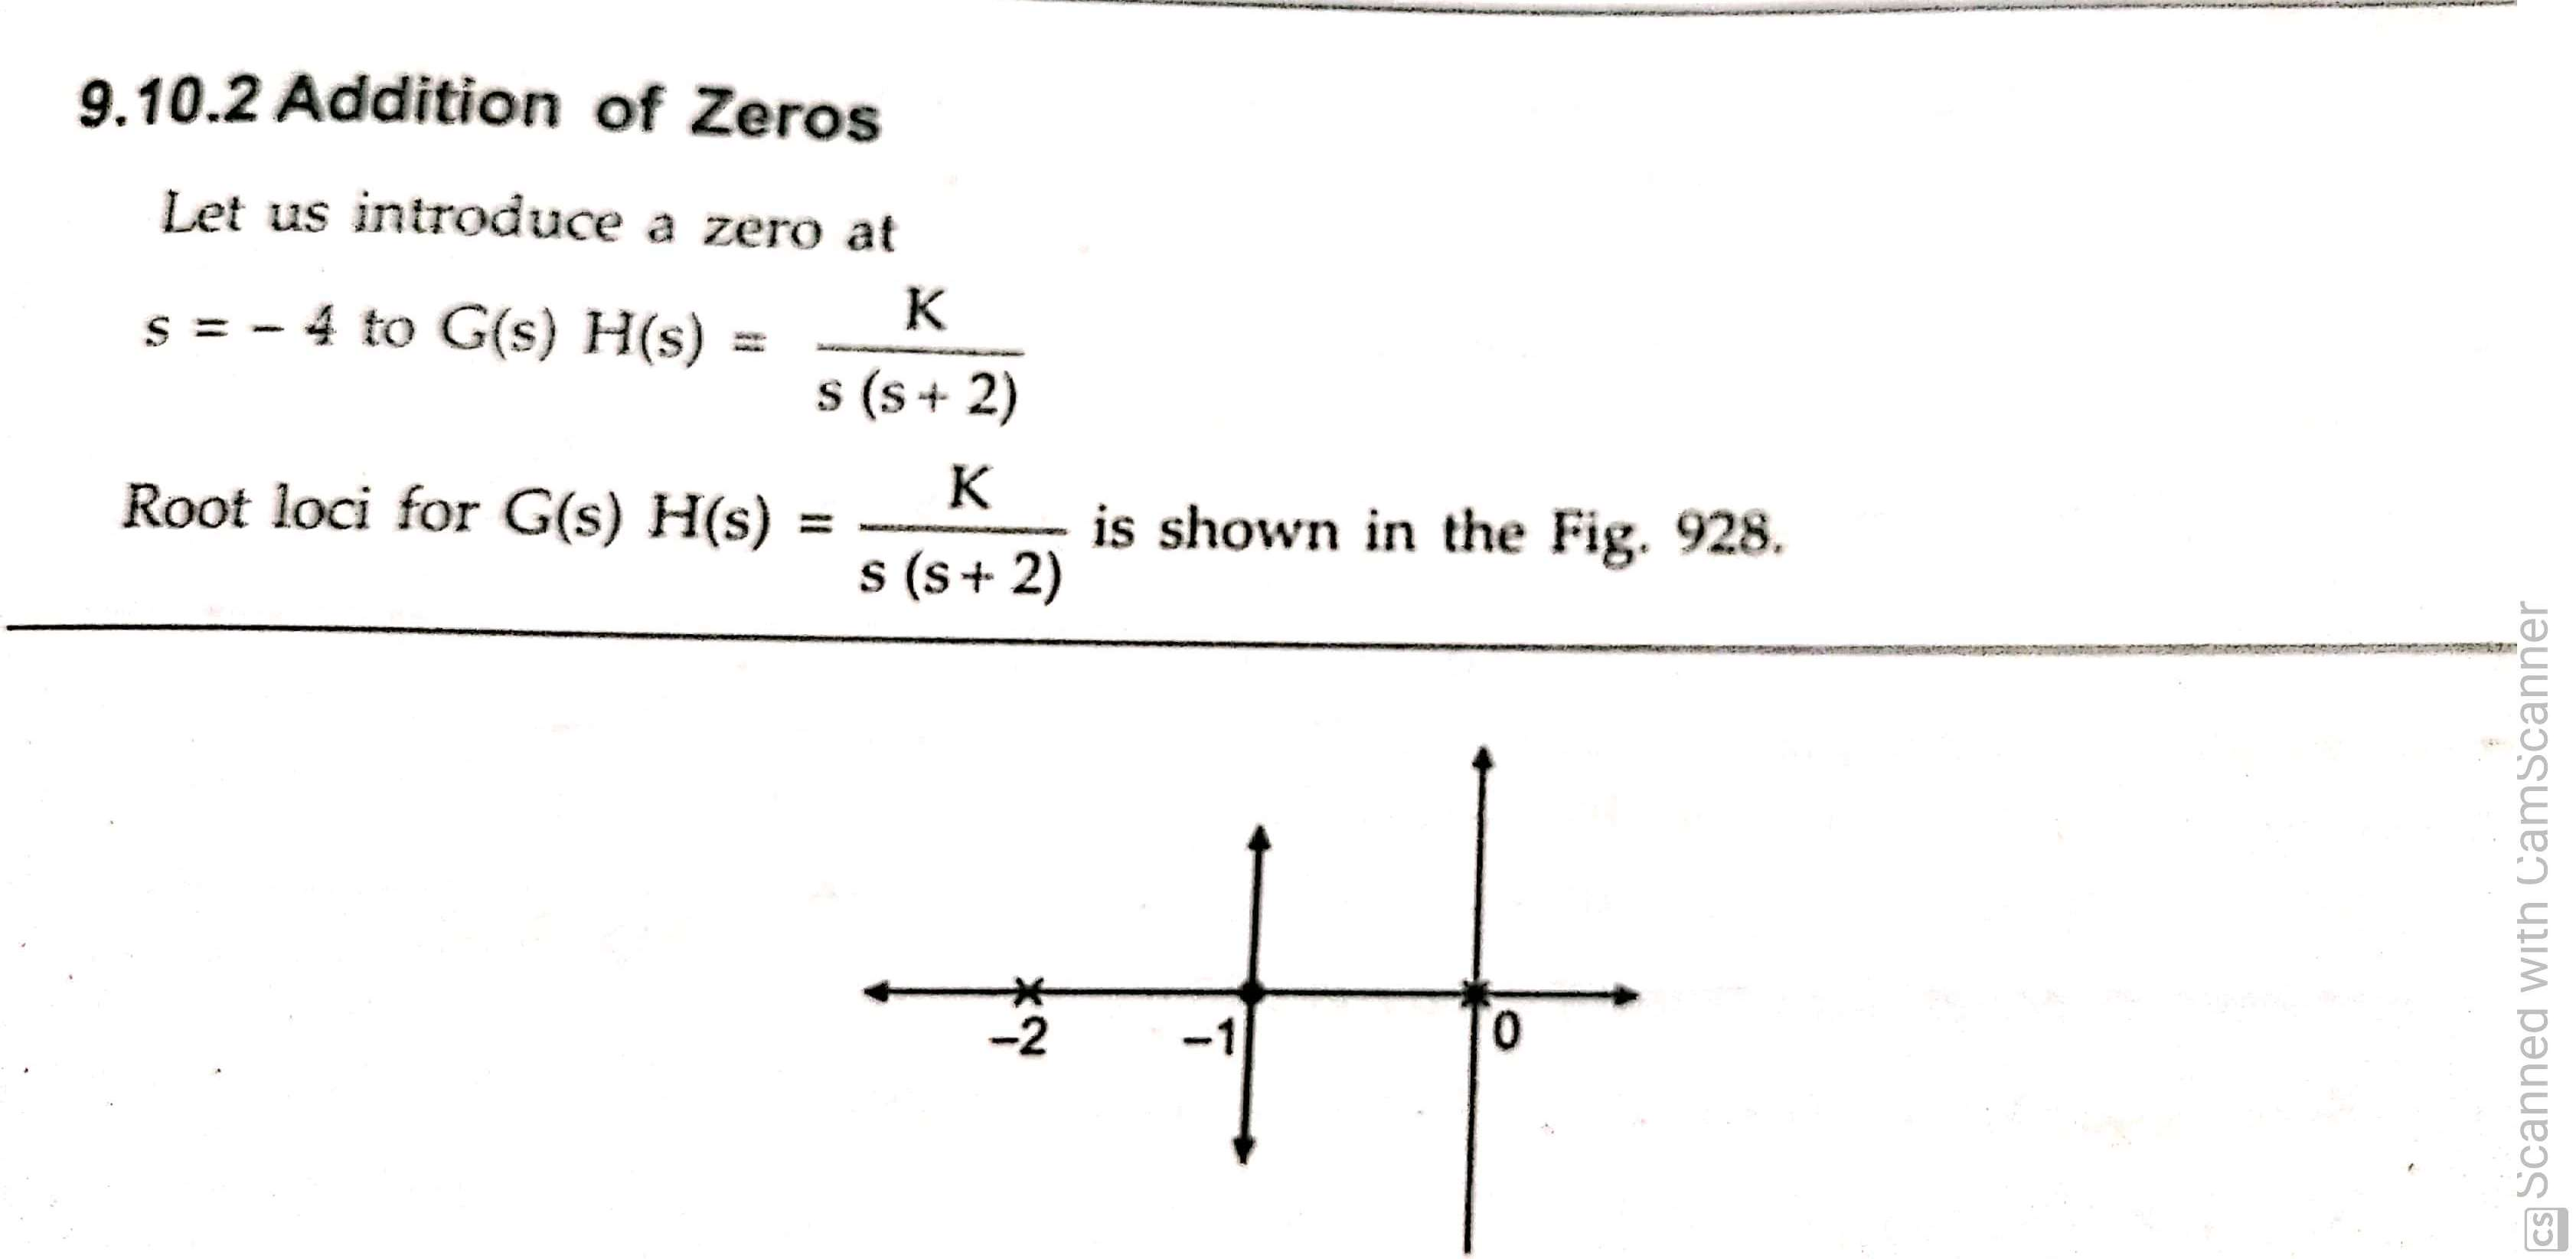 9.10.2 Addition of Zeros
Let us introduce a zero at
s = – 4 to G(s) H(s) = K / s (s + 2)
Root loci for G(s) H(s) = K / s (s + 2) is shown in the Fig. 928.
–2 –1 0
CS Scanned with CamScanner